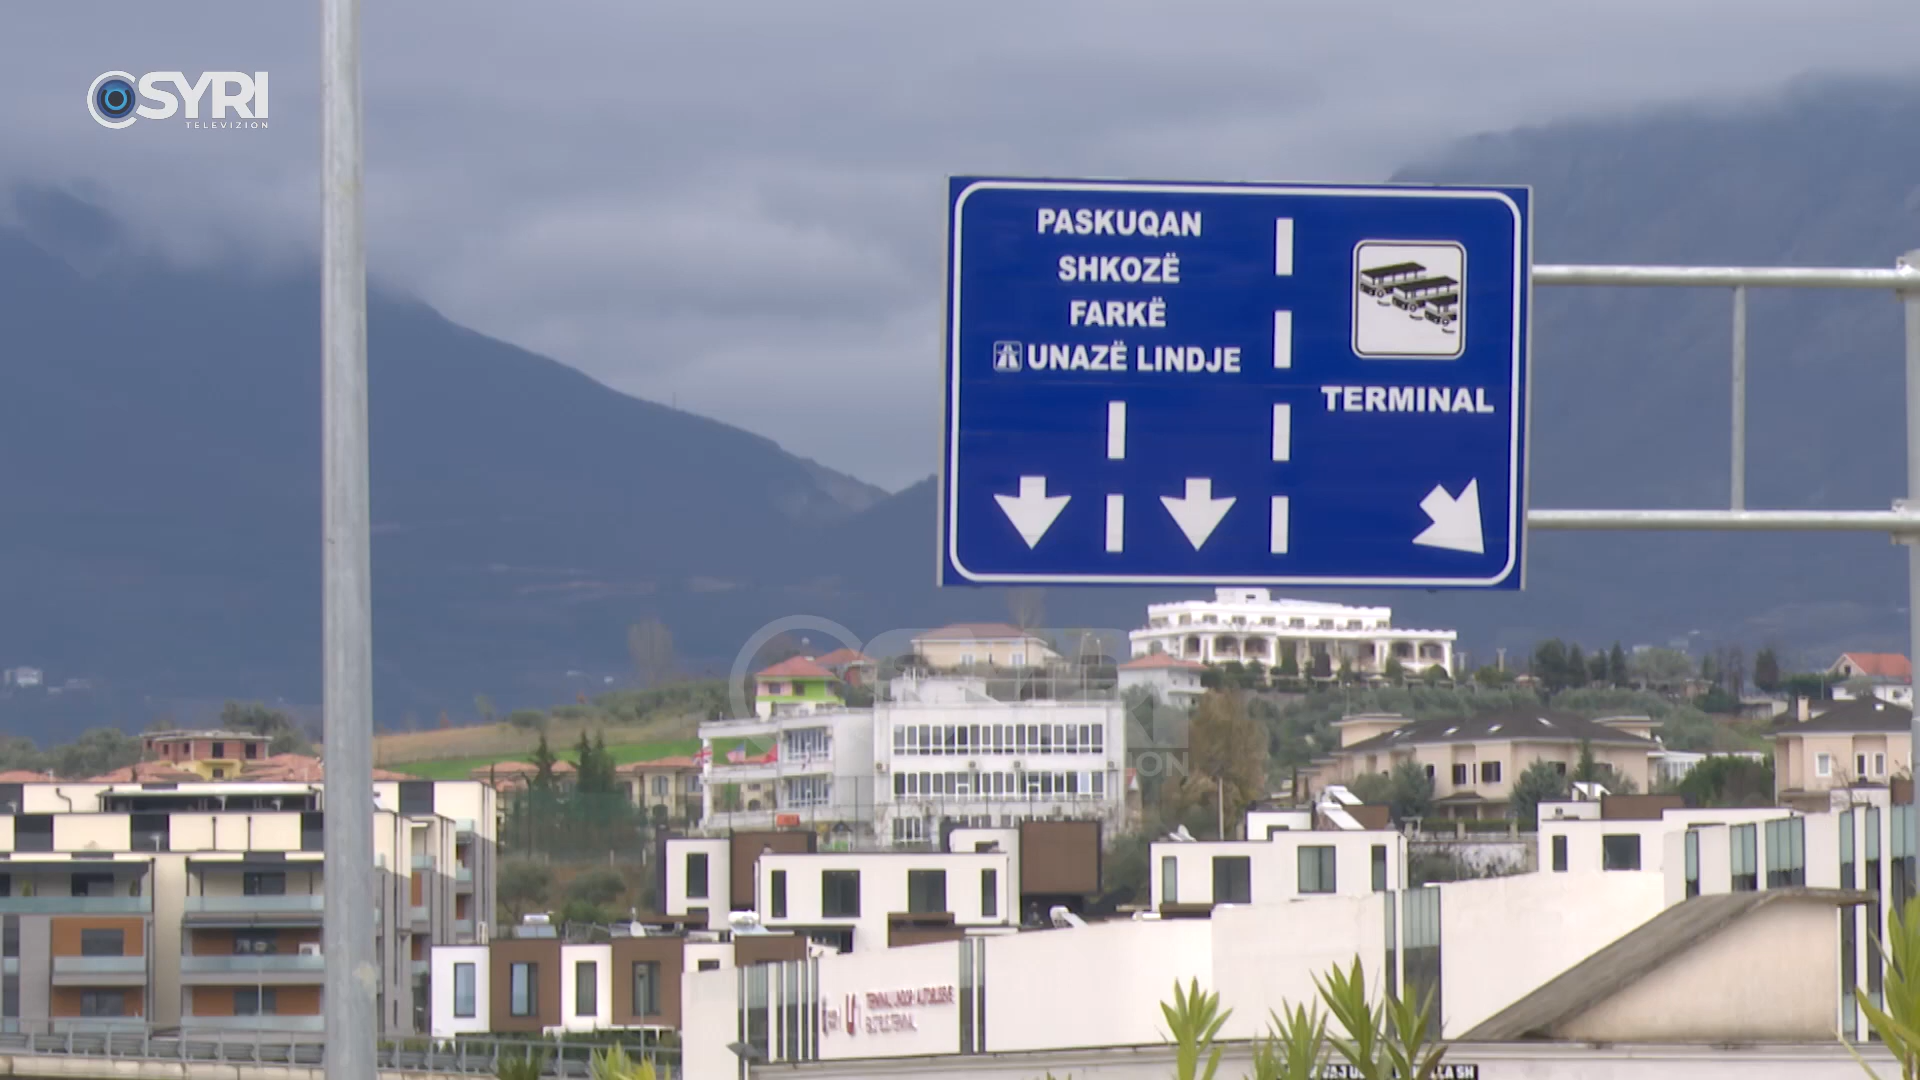 SYRI
TELEVIZION
PASKUQAN
SHKOZË
FARKË
UNAZË LINDJE
TERMINAL